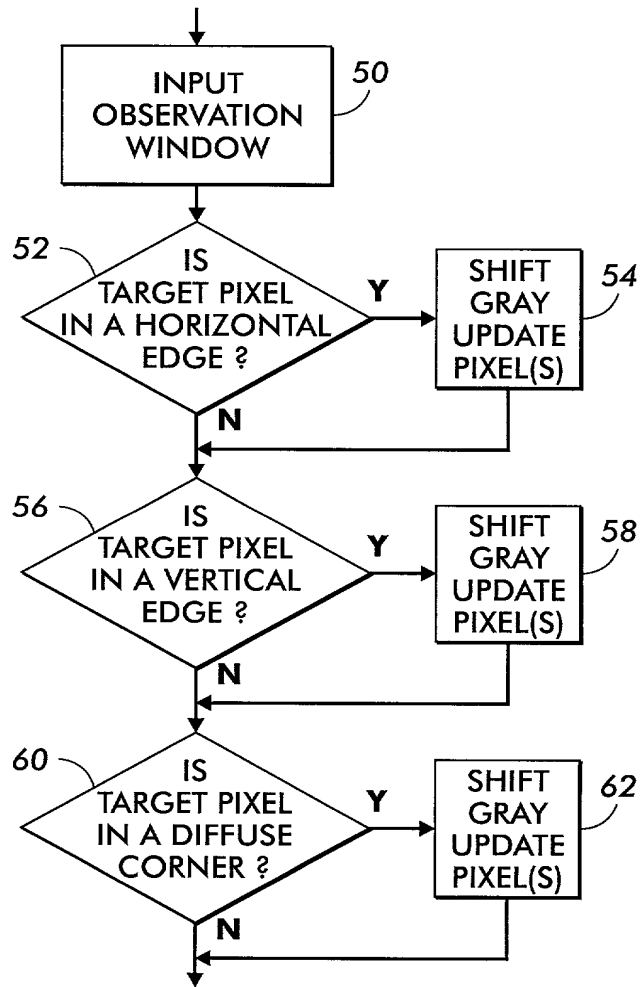 INPUT
OBSERVATION
WINDOW
50
52
IS
TARGET PIXEL
IN A HORIZONTAL
EDGE ?
Y
N
SHIFT
GRAY
UPDATE
PIXEL(S)
54
56
IS
TARGET PIXEL
IN A VERTICAL
EDGE ?
Y
N
SHIFT
GRAY
UPDATE
PIXEL(S)
58
60
IS
TARGET PIXEL
IN A DIFFUSE
CORNER ?
Y
N
SHIFT
GRAY
UPDATE
PIXEL(S)
62